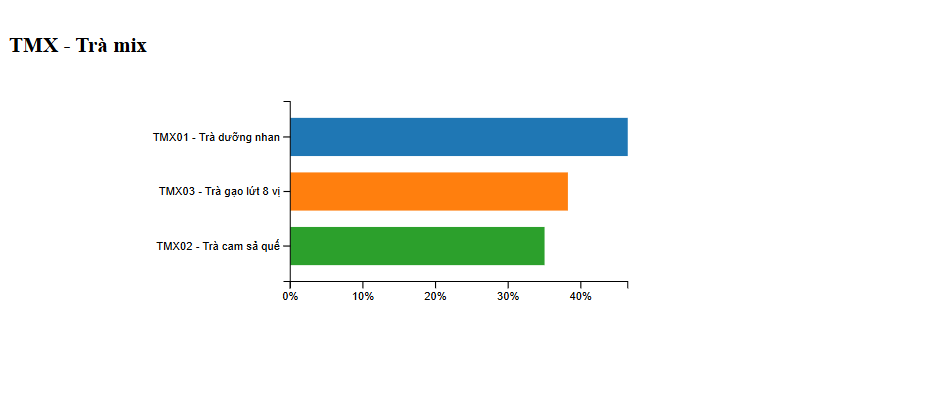 TMX - Trà mix
TMX01 - Trà dưỡng nhan
TMX03 - Trà gạo lứt 8 vị
TMX02 - Trà cam sả quế
0% 10% 20% 30% 40%